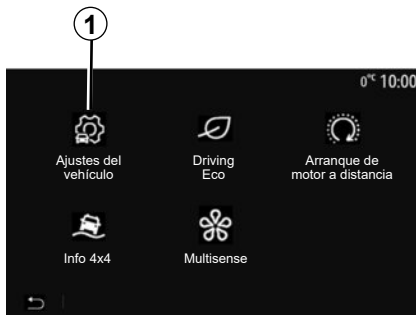 1
0°C 10:00
Ajustes del
vehículo
Driving
Eco
Arranque de
motor a distancia
Info 4x4
Multisense